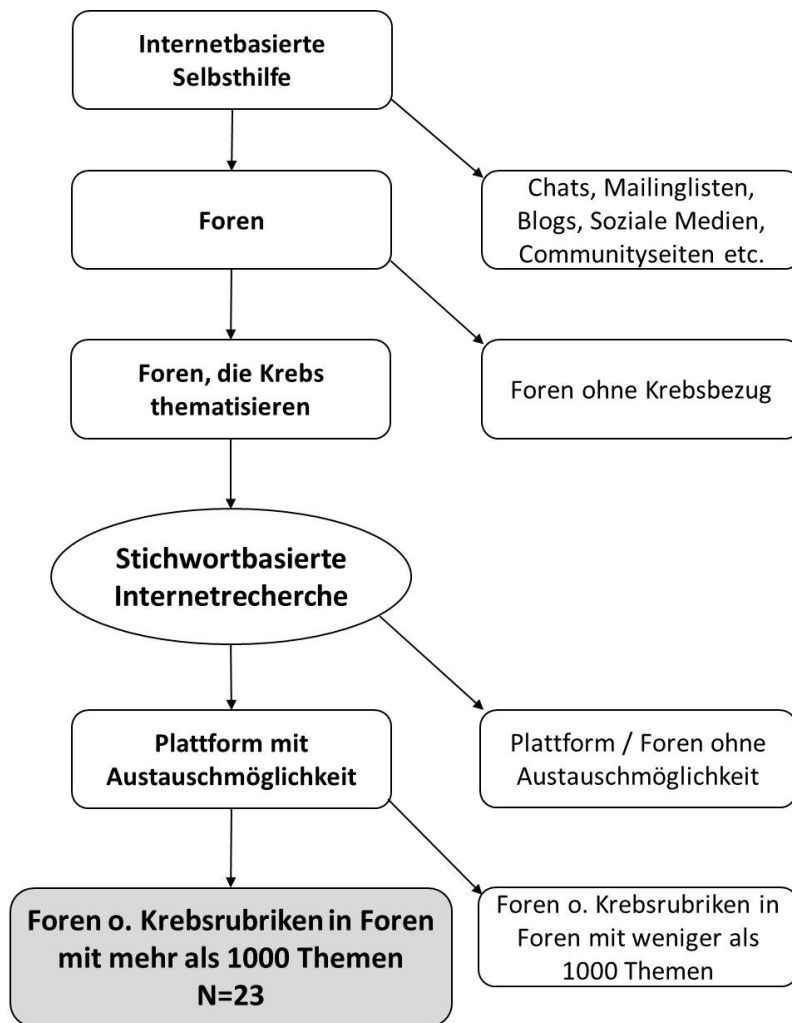 Internetbasierte
Selbsthilfe
Foren
Chats, Mailinglisten,
Blogs, Soziale Medien,
Communityseiten etc.
Foren, die Krebs
thematisieren
Foren ohne Krebsbezug
Stichwortbasierte
Internetrecherche
Plattform mit
Austauschmöglichkeit
Plattform / Foren ohne
Austauschmöglichkeit
Foren o. Krebsrubriken in Foren
mit mehr als 1000 Themen
N=23
Foren o. Krebsrubriken in
Foren mit weniger als
1000 Themen